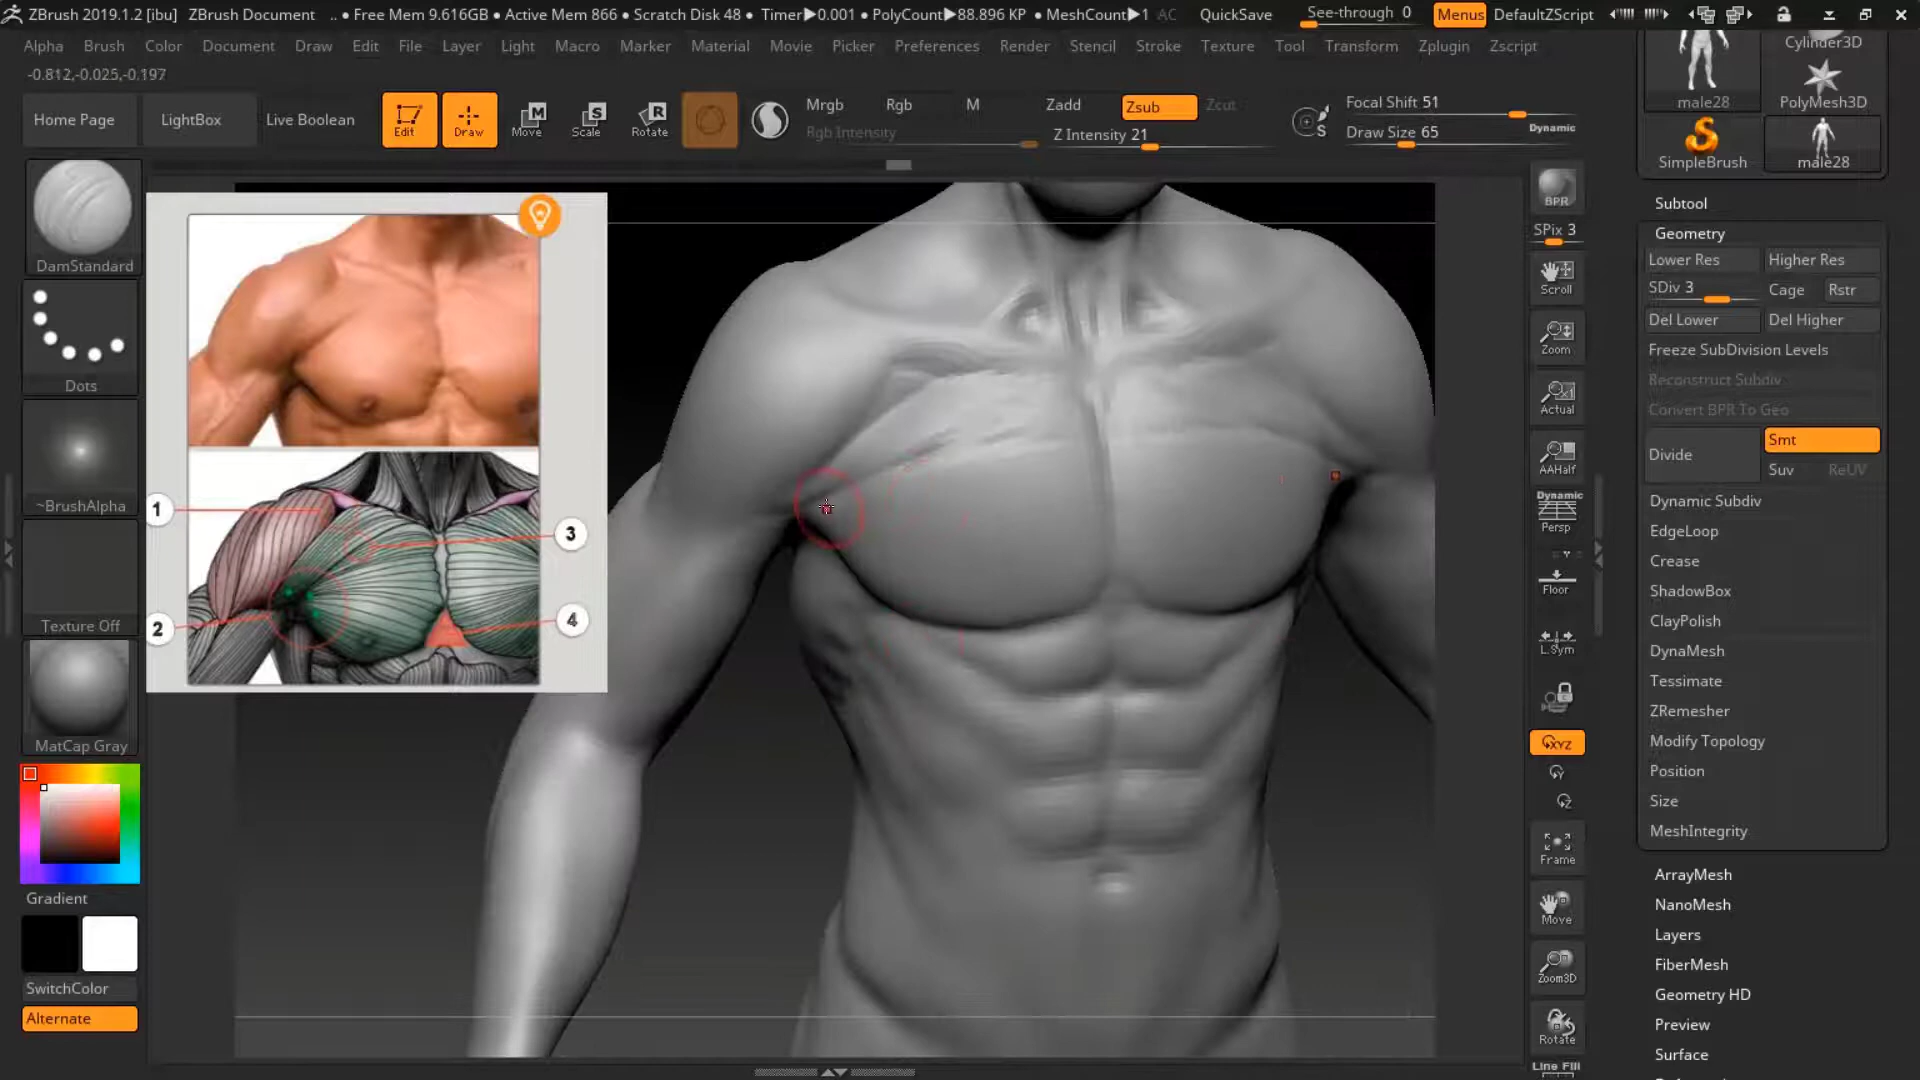 ZBrush 2019.1.2 [ibu] ZBrush Document .. • Free Mem 9.616GB • Active Mem 866 • Scratch Disk 48 • Timer▶0.001 • PolyCount▶88.896 KP • MeshCount▶1 AC QuickSave See-through 0 Menus DefaultZScript
Alpha Brush Color Document Draw Edit File Layer Light Macro Marker Material Movie Picker Preferences Render Stencil Stroke Texture Tool Transform Zplugin Zscript
-0.812,-0.025,-0.197
Home Page LightBox Live Boolean
Edit Draw Move Scale Rotate
Mrgb Rgb M
Rgb Intensity
Zadd Zsub Zcut
Z Intensity 21
S
Focal Shift 51
Draw Size 65
Dynamic
DamStandard
Dots
~BrushAlpha
Texture Off
MatCap Gray
Gradient
SwitchColor
Alternate
1
2
3
4
BPR
SPix 3
Scroll
Zoom
Actual
AAHalf
Dynamic
Persp
Floor
L.Sym
XYZ
Y
Z
Frame
Move
Zoom3D
Rotate
Line Fill
Cylinder3D
male28 PolyMesh3D
SimpleBrush male28
Subtool
Geometry
Lower Res Higher Res
SDiv 3 Cage Rstr
Del Lower Del Higher
Freeze SubDivision Levels
Reconstruct Subdiv
Convert BPR To Geo
Divide Smt
Suv ReUV
Dynamic Subdiv
EdgeLoop
Crease
ShadowBox
ClayPolish
DynaMesh
Tessimate
ZRemesher
Modify Topology
Position
Size
MeshIntegrity
ArrayMesh
NanoMesh
Layers
FiberMesh
Geometry HD
Preview
Surface